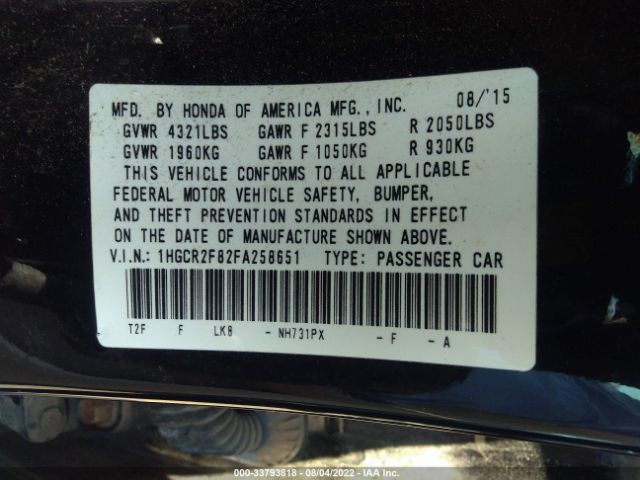 MFD. BY HONDA OF AMERICA MFG., INC. 08/'15
GVWR 4321LBS GAWR F 2315LBS R 2050LBS
GVWR 1960KG GAWR F 1050KG R 930KG
THIS VEHICLE CONFORMS TO ALL APPLICABLE
FEDERAL MOTOR VEHICLE SAFETY, BUMPER,
AND THEFT PREVENTION STANDARDS IN EFFECT
ON THE DATE OF MANUFACTURE SHOWN ABOVE.
V.I.N.: 1HGCR2F82FA258651 TYPE: PASSENGER CAR
T2F F LK8 - NH731PX - F - A
000-33793818 - 08/04/2022 - IAA Inc.